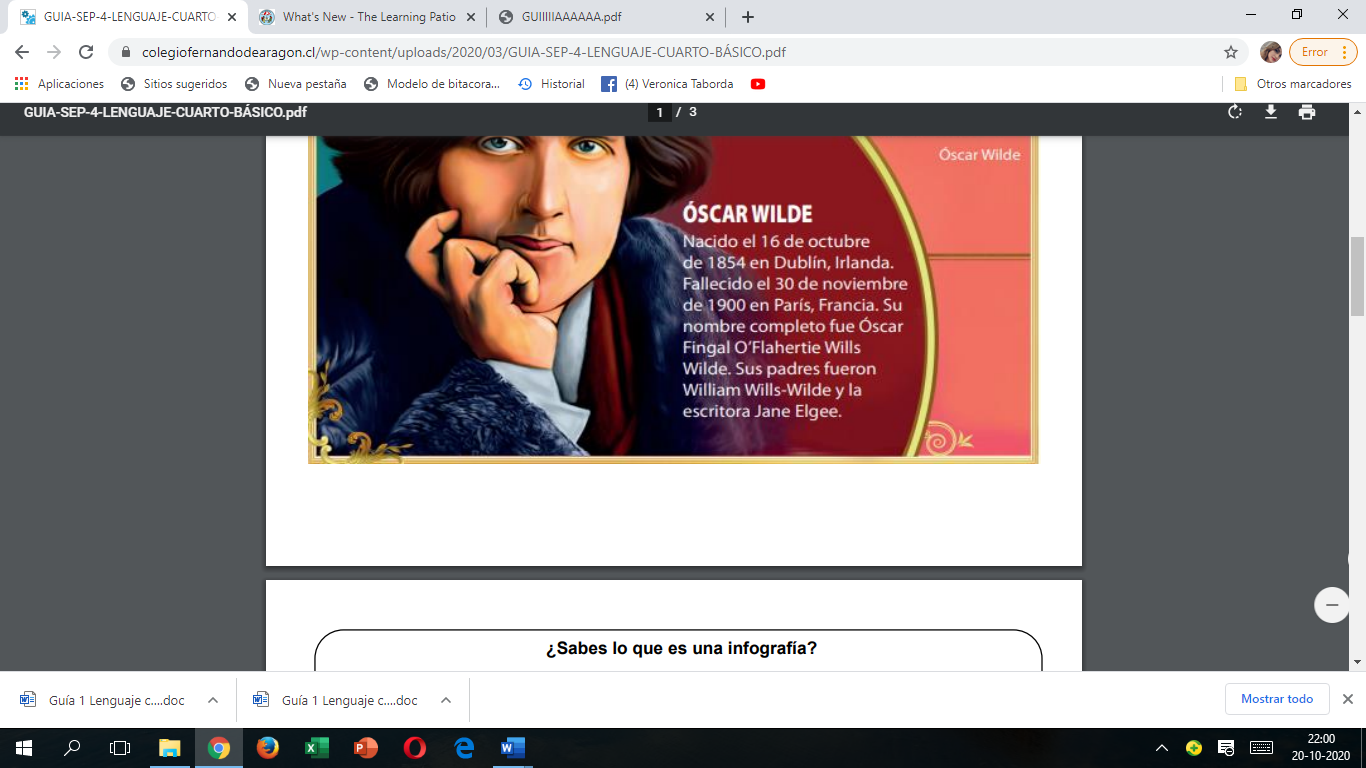 GUIA-SEP-4-LENGUAJE-CUARTO
What's New - The Learning Patio
GUIIIIIAAAAAA.pdf
colegiofernandodearagon.cl/wp-content/uploads/2020/03/GUIA-SEP-4-LENGUAJE-CUARTO-BÁSICO.pdf
Error
Aplicaciones
Sitios sugeridos
Nueva pestaña
Modelo de bitacora...
Historial
(4) Veronica Taborda
Otros marcadores
GUIA-SEP-4-LENGUAJE-CUARTO-BÁSICO.pdf
1 / 3
Óscar Wilde
ÓSCAR WILDE
Nacido el 16 de octubre
de 1854 en Dublín, Irlanda.
Fallecido el 30 de noviembre
de 1900 en París, Francia. Su
nombre completo fue Óscar
Fingal O'Flahertie Wills
Wilde. Sus padres fueron
William Wills-Wilde y la
escritora Jane Elgee.
¿Sabes lo que es una infografía?
Guía 1 Lenguaje c....doc
Guía 1 Lenguaje c....doc
Mostrar todo
22:00
20-10-2020